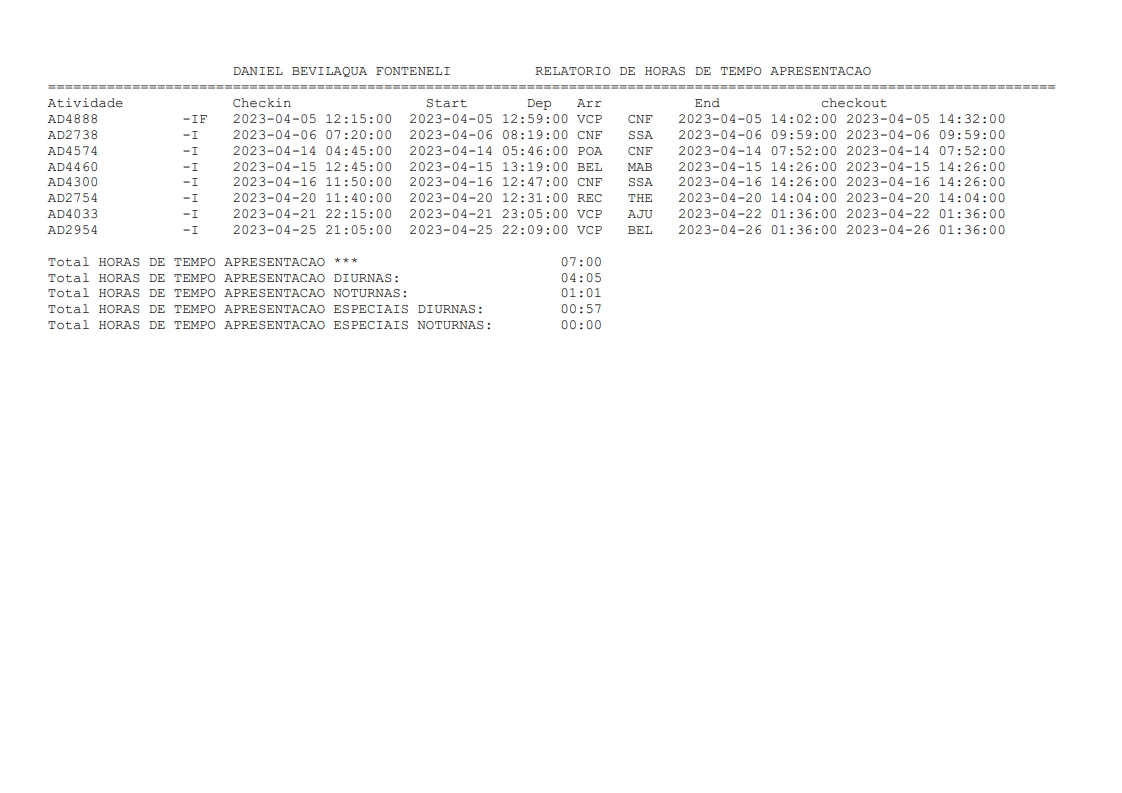 DANIEL BEVILAQUA FONTENELI          RELATORIO DE HORAS DE TEMPO APRESENTACAO
========================================================================================================================
Atividade             Checkin                Start       Dep   Arr           End            checkout
AD4888          -IF   2023-04-05 12:15:00  2023-04-05 12:59:00 VCP   CNF   2023-04-05 14:02:00 2023-04-05 14:32:00
AD2738          -I    2023-04-06 07:20:00  2023-04-06 08:19:00 CNF   SSA   2023-04-06 09:59:00 2023-04-06 09:59:00
AD4574          -I    2023-04-14 04:45:00  2023-04-14 05:46:00 POA   CNF   2023-04-14 07:52:00 2023-04-14 07:52:00
AD4460          -I    2023-04-15 12:45:00  2023-04-15 13:19:00 BEL   MAB   2023-04-15 14:26:00 2023-04-15 14:26:00
AD4300          -I    2023-04-16 11:50:00  2023-04-16 12:47:00 CNF   SSA   2023-04-16 14:26:00 2023-04-16 14:26:00
AD2754          -I    2023-04-20 11:40:00  2023-04-20 12:31:00 REC   THE   2023-04-20 14:04:00 2023-04-20 14:04:00
AD4033          -I    2023-04-21 22:15:00  2023-04-21 23:05:00 VCP   AJU   2023-04-22 01:36:00 2023-04-22 01:36:00
AD2954          -I    2023-04-25 21:05:00  2023-04-25 22:09:00 VCP   BEL   2023-04-26 01:36:00 2023-04-26 01:36:00
Total HORAS DE TEMPO APRESENTACAO ***                        07:00
Total HORAS DE TEMPO APRESENTACAO DIURNAS:                   04:05
Total HORAS DE TEMPO APRESENTACAO NOTURNAS:                  01:01
Total HORAS DE TEMPO APRESENTACAO ESPECIAIS DIURNAS:         00:57
Total HORAS DE TEMPO APRESENTACAO ESPECIAIS NOTURNAS:        00:00